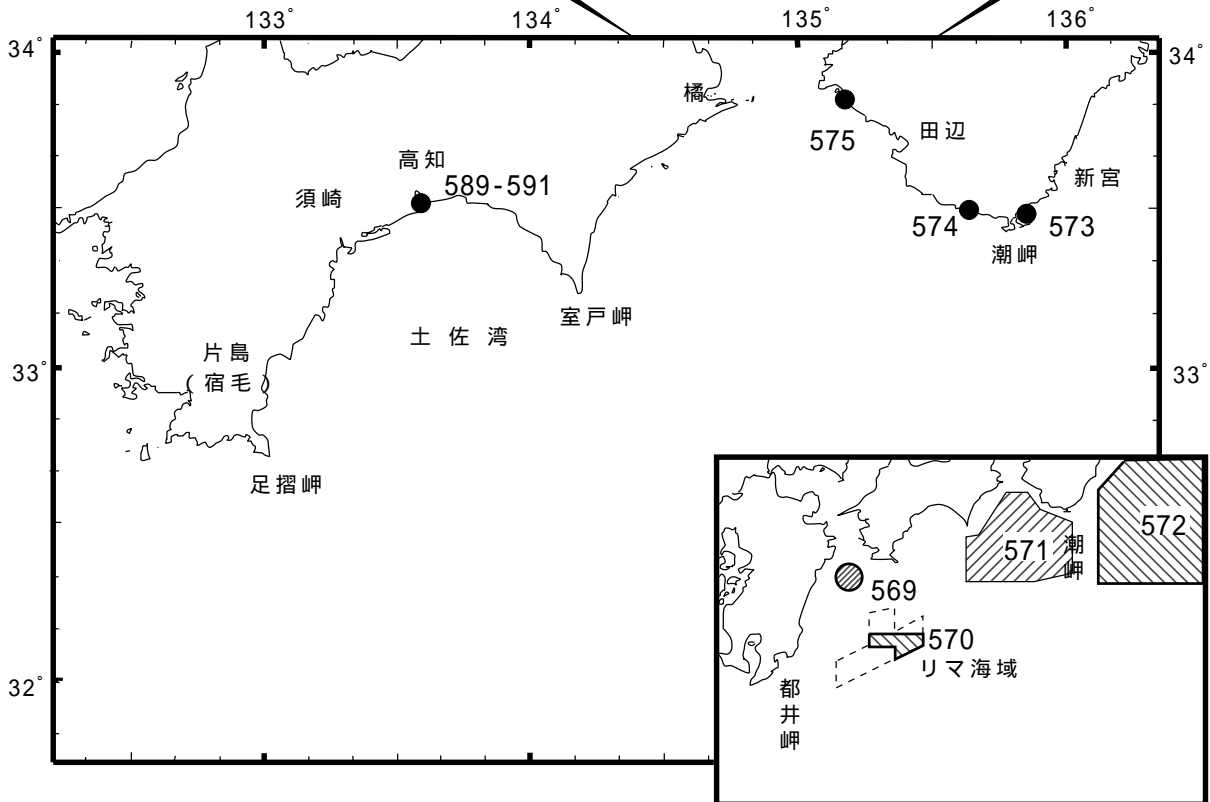 133°
134°
135°
136°
34°
34°
橘
575
田辺
高知
589-591
須崎
新宮
574
573
潮岬
室戸岬
土佐湾
片島
(宿毛)
33°
33°
足摺岬
572
571
潮岬
569
570
リマ海域
都井岬
32°